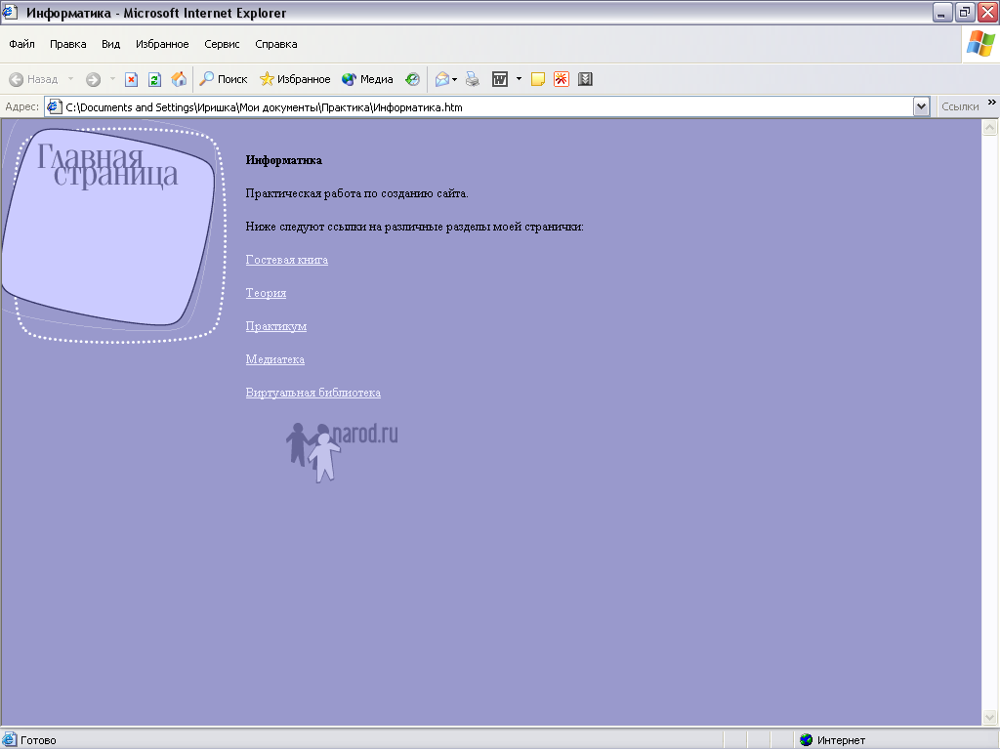 Информатика - Microsoft Internet Explorer
Файл Правка Вид Избранное Сервис Справка
Назад Поиск Избранное Медиа
Адрес: C:\Documents and Settings\Иришка\Мои документы\Практика\Информатика.htm Ссылки »
Главная
страница
Информатика
Практическая работа по созданию сайта.
Ниже следуют ссылки на различные разделы моей странички:
Гостевая книга
Теория
Практикум
Медиатека
Виртуальная библиотека
narod.ru
Готово Интернет